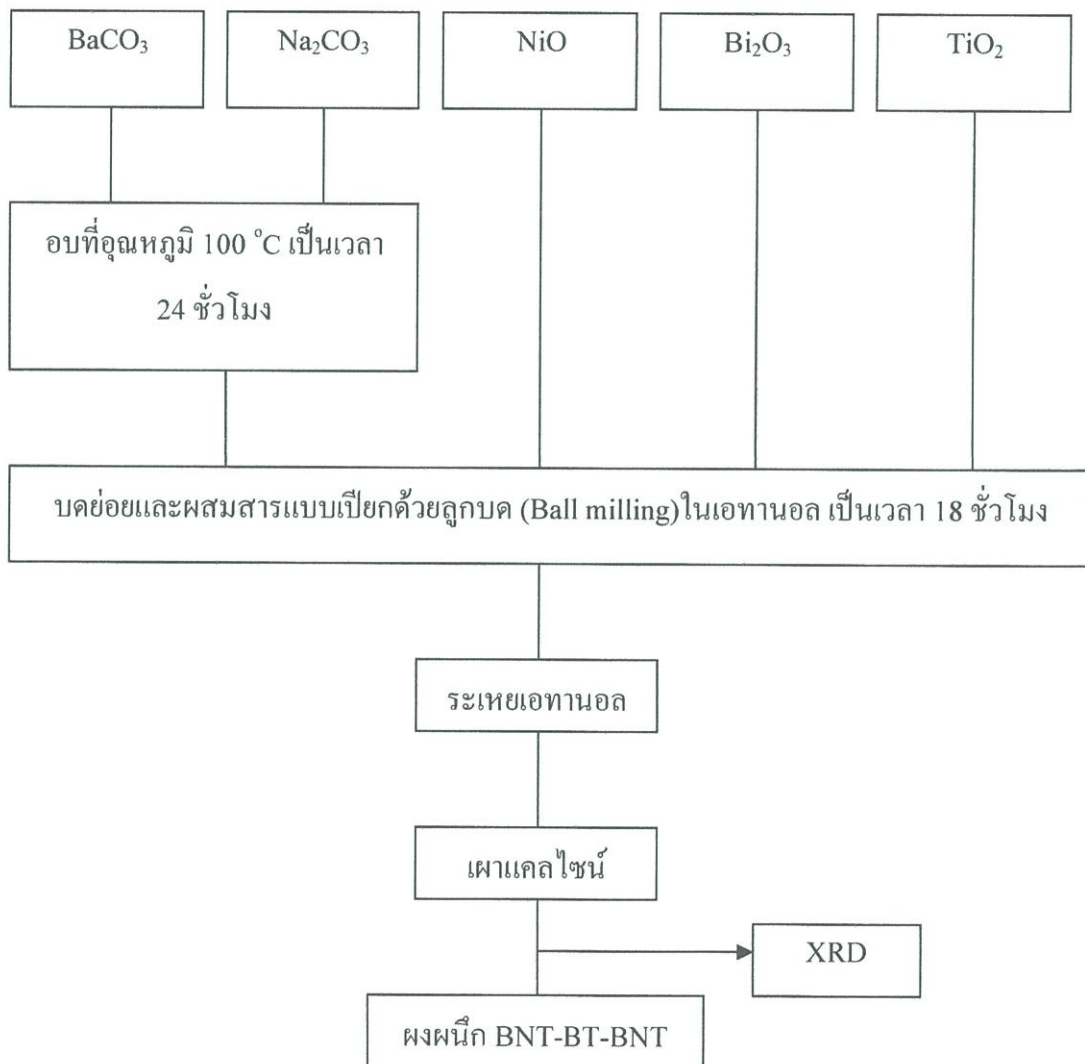 BaCO₃
Na₂CO₃
NiO
Bi₂O₃
TiO₂
อบที่อุณหภูมิ 100 °C เป็นเวลา
24 ชั่วโมง
บดย่อยและผสมสารแบบเปียกด้วยลูกบด (Ball milling)ในเอทานอล เป็นเวลา 18 ชั่วโมง
ระเหยเอทานอล
เผาแคลไซน์
XRD
ผงผนึก BNT-BT-BNT